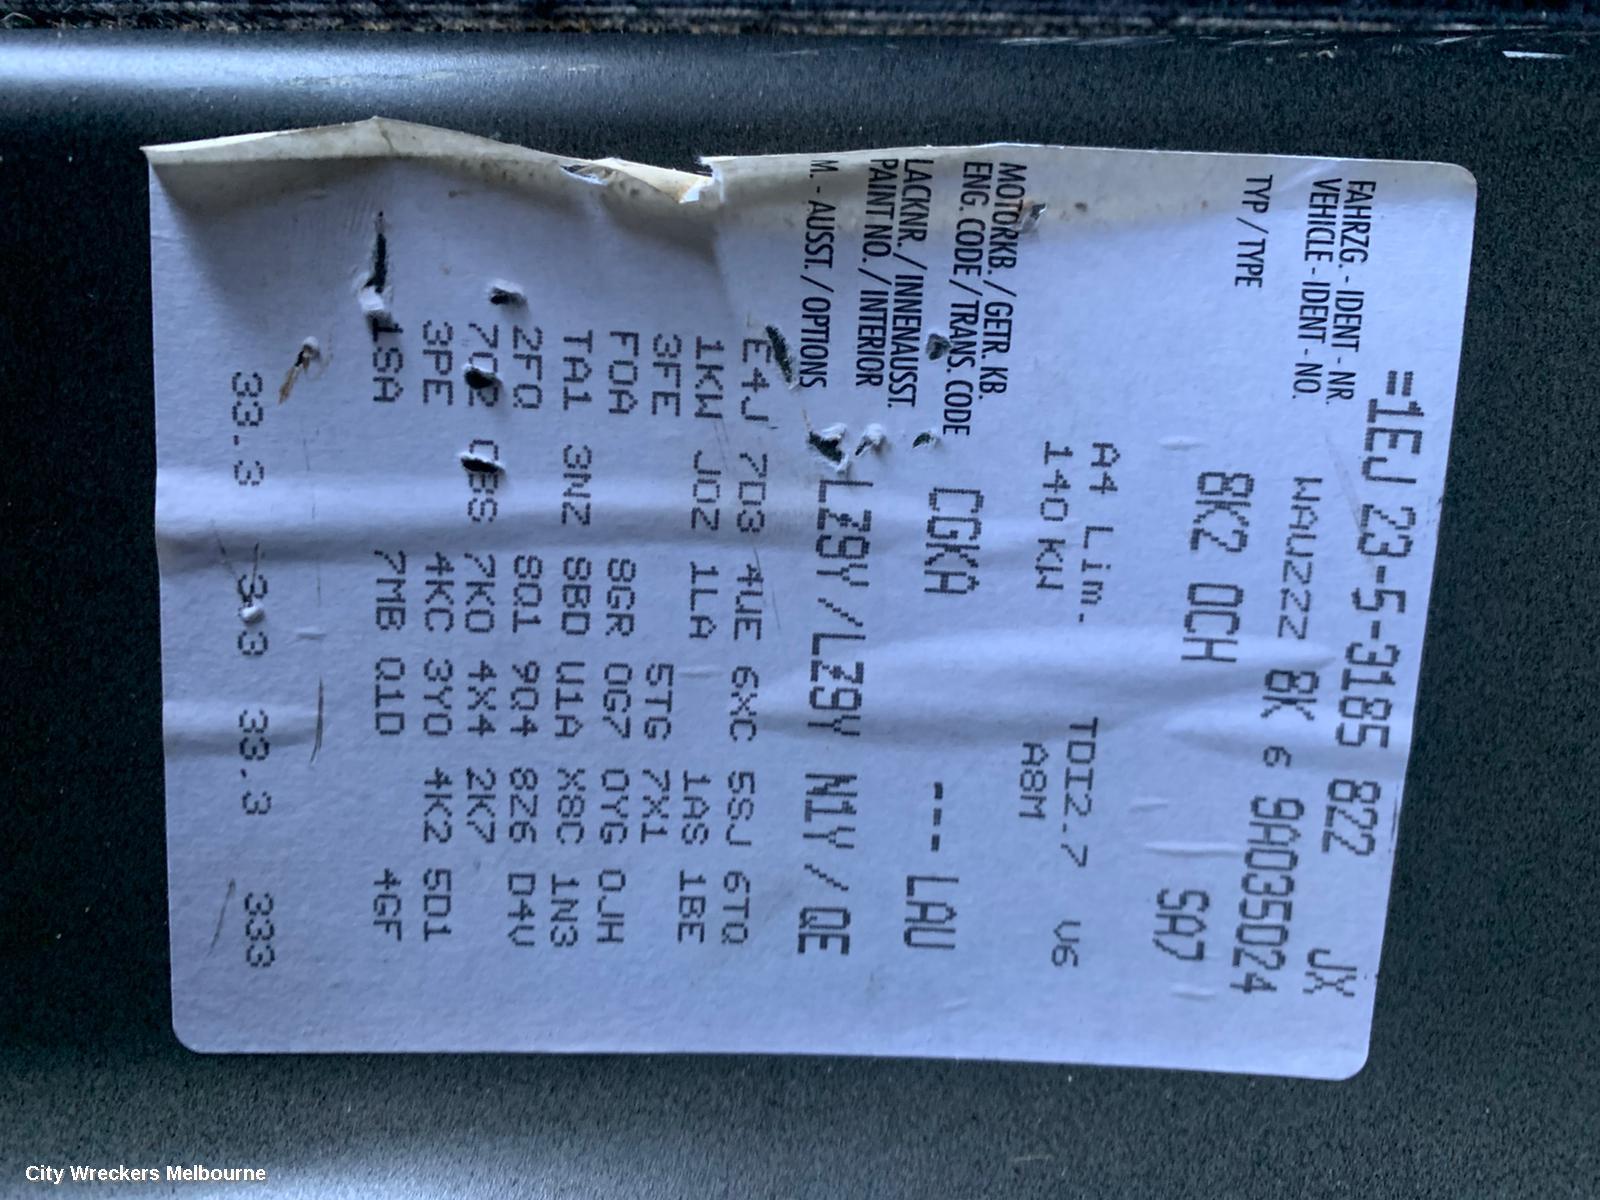 =1EJ 23-5-3185 822 JX
FAHRZG. - IDENT - NR.
VEHICLE - IDENT - NO.
WAUZZZ 8K 6 9A035024
TYP / TYPE
8K2 0CH SA7
A4 Lim. TDI2.7 V6
140 KW A8M
MOTORKB. / GETR. KB.
ENG. CODE / TRANS. CODE
CGKA --- LAU
LACKNR. / INNENAUSST.
PAINT NO. / INTERIOR
LZ9Y / LZ9Y N1Y / QE
M. - AUSST. / OPTIONS
E4J 7D3 4UE 6XC 5SJ 6TQ
1KW J0Z 1LA 1AS 1BE
3FE 5TG 7X1
F0A 8GR 0G7 0YG 0JH
TA1 3NZ 8BD U1A X8C 1N3
2FQ 8Q1 9Q4 8Z6 D4V
7K0 4X4 2K7
3PE 4KC 3Y0 4K2 5D1
1SA 7MB Q1D 4GF
33.3 33.3 333
City Wreckers Melbourne